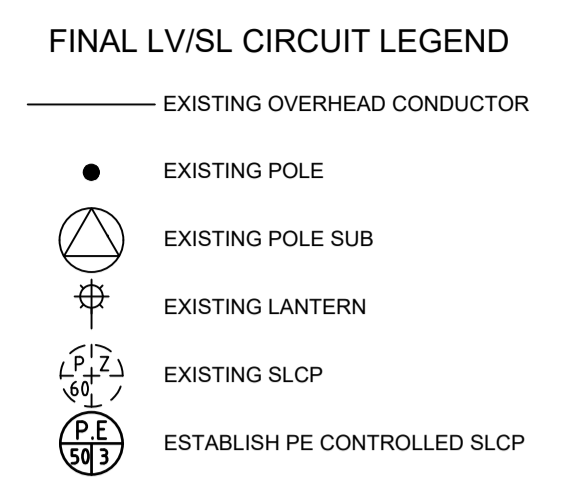 FINAL LV/SL CIRCUIT LEGEND
EXISTING OVERHEAD CONDUCTOR
EXISTING POLE
EXISTING POLE SUB
EXISTING LANTERN
P Z
60
EXISTING SLCP
P.E
50 3
ESTABLISH PE CONTROLLED SLCP